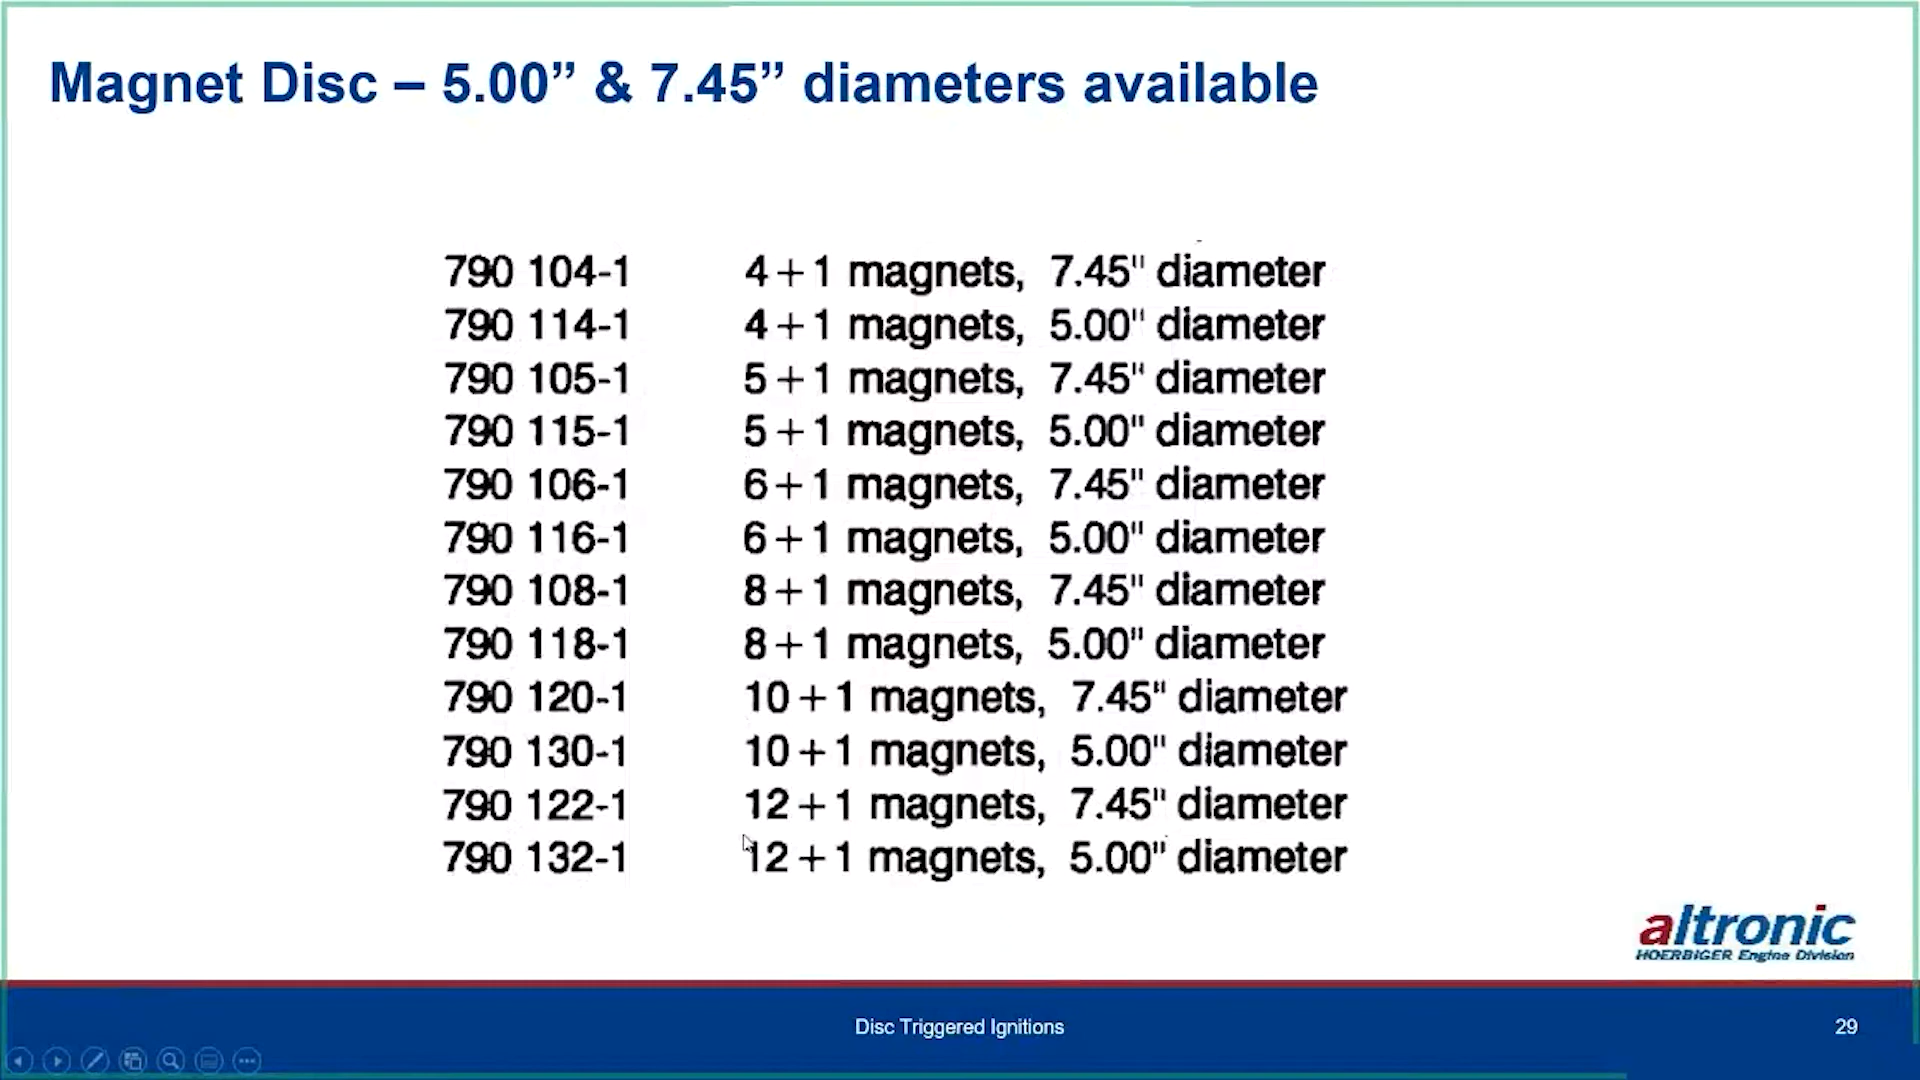 Magnet Disc – 5.00” & 7.45” diameters available
790 104-1 4+1 magnets, 7.45" diameter
790 114-1 4+1 magnets, 5.00" diameter
790 105-1 5+1 magnets, 7.45" diameter
790 115-1 5+1 magnets, 5.00" diameter
790 106-1 6+1 magnets, 7.45" diameter
790 116-1 6+1 magnets, 5.00" diameter
790 108-1 8+1 magnets, 7.45" diameter
790 118-1 8+1 magnets, 5.00" diameter
790 120-1 10+1 magnets, 7.45" diameter
790 130-1 10+1 magnets, 5.00" diameter
790 122-1 12+1 magnets, 7.45" diameter
790 132-1 12+1 magnets, 5.00" diameter
altronic
HOERBIGER Engine Division
Disc Triggered Ignitions
29